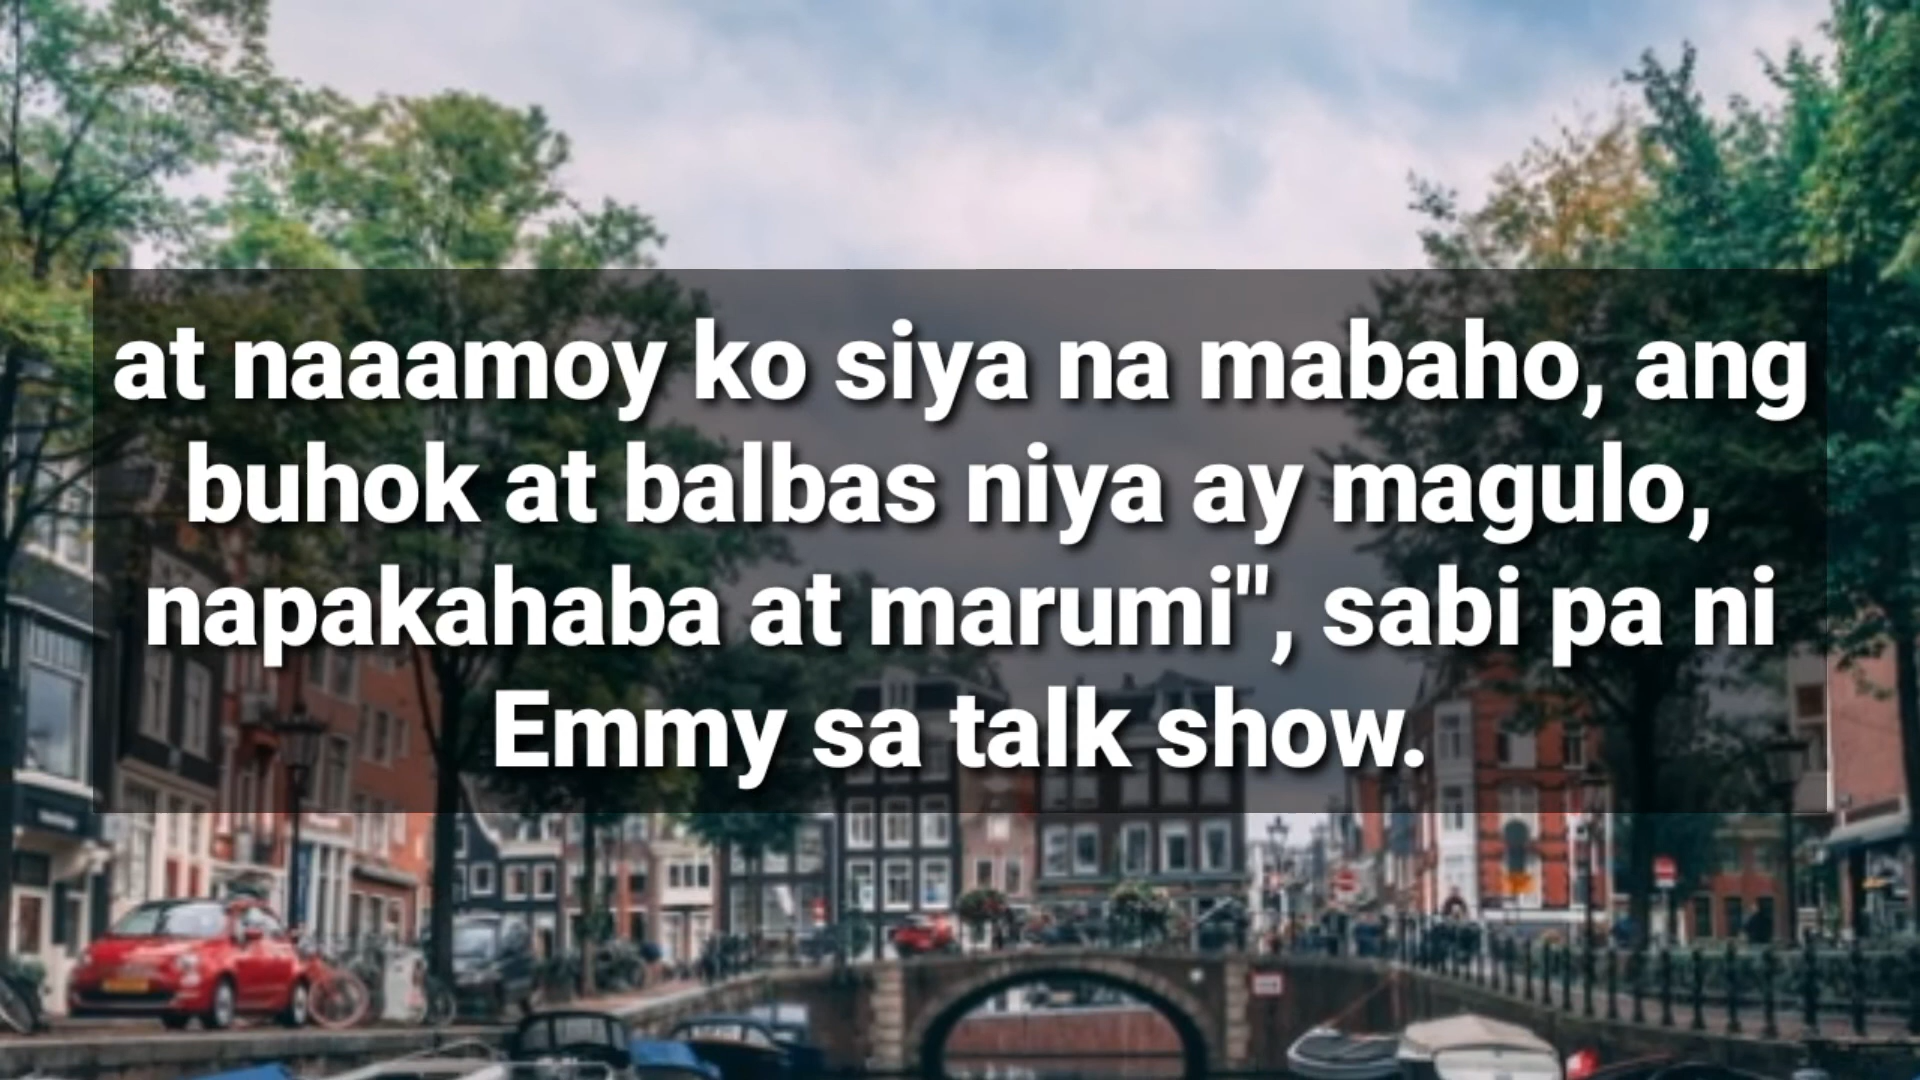 at naaamoy ko siya na mabaho, ang
buhok at balbas niya ay magulo,
napakahaba at marumi", sabi pa ni
Emmy sa talk show.